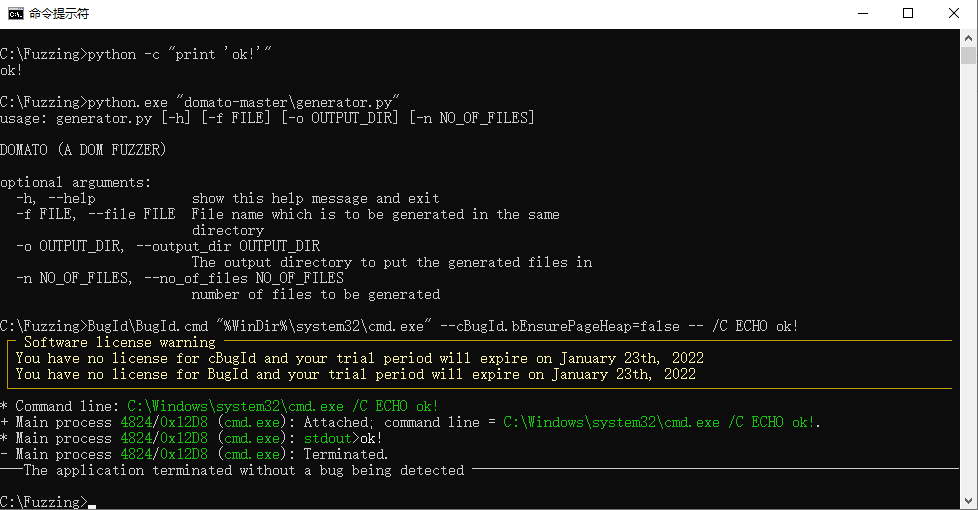 命令提示符
C:\Fuzzing>python -c "print 'ok!'"
ok!
C:\Fuzzing>python.exe "domato-master\generator.py"
usage: generator.py [-h] [-f FILE] [-o OUTPUT_DIR] [-n NO_OF_FILES]
DOMATO (A DOM FUZZER)
optional arguments:
-h, --help            show this help message and exit
-f FILE, --file FILE  File name which is to be generated in the same
directory
-o OUTPUT_DIR, --output_dir OUTPUT_DIR
The output directory to put the generated files in
-n NO_OF_FILES, --no_of_files NO_OF_FILES
number of files to be generated
C:\Fuzzing>BugId\BugId.cmd "%WinDir%\system32\cmd.exe" --cBugId.bEnsurePageHeap=false -- /C ECHO ok!
Software license warning
You have no license for cBugId and your trial period will expire on January 23th, 2022
You have no license for BugId and your trial period will expire on January 23th, 2022
* Command line: C:\Windows\system32\cmd.exe /C ECHO ok!
+ Main process 4824/0x12D8 (cmd.exe): Attached; command line = C:\Windows\system32\cmd.exe /C ECHO ok!.
* Main process 4824/0x12D8 (cmd.exe): stdout>ok!
- Main process 4824/0x12D8 (cmd.exe): Terminated.
The application terminated without a bug being detected
C:\Fuzzing>